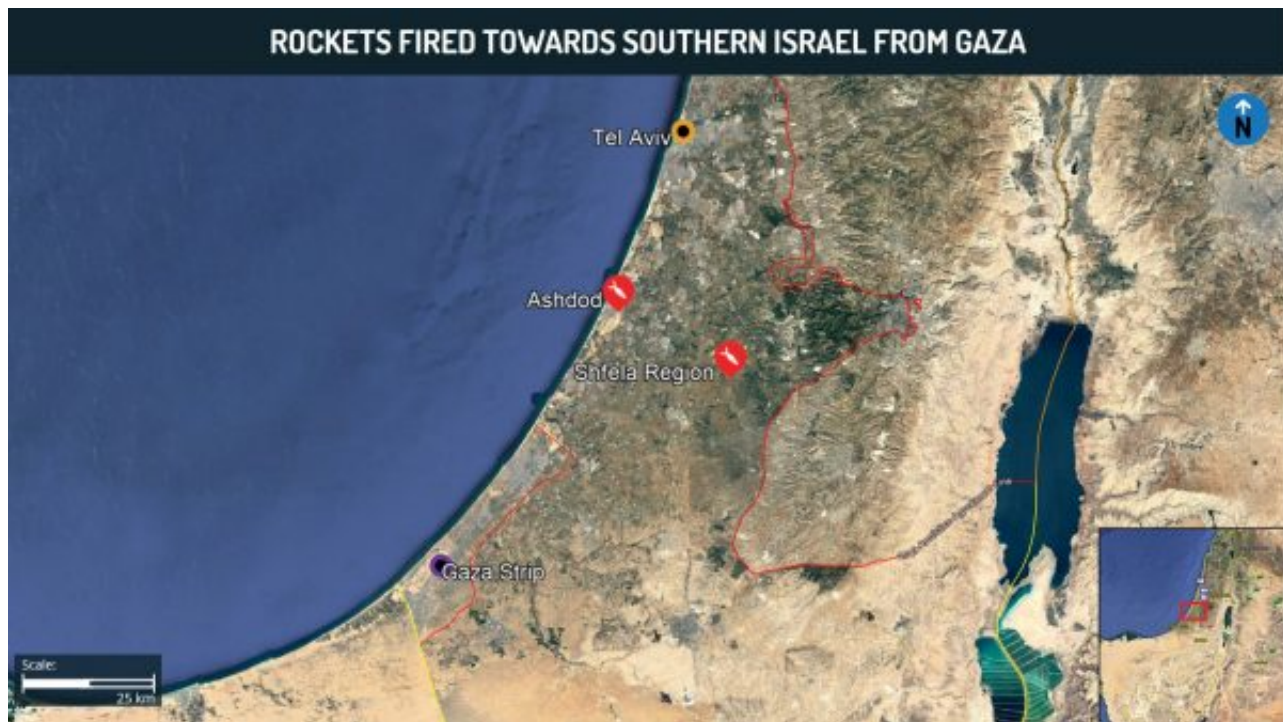 ROCKETS FIRED TOWARDS SOUTHERN ISRAEL FROM GAZA
N
Tel Aviv
Ashdod
Shfela Region
Gaza Strip
Scale:
25 km